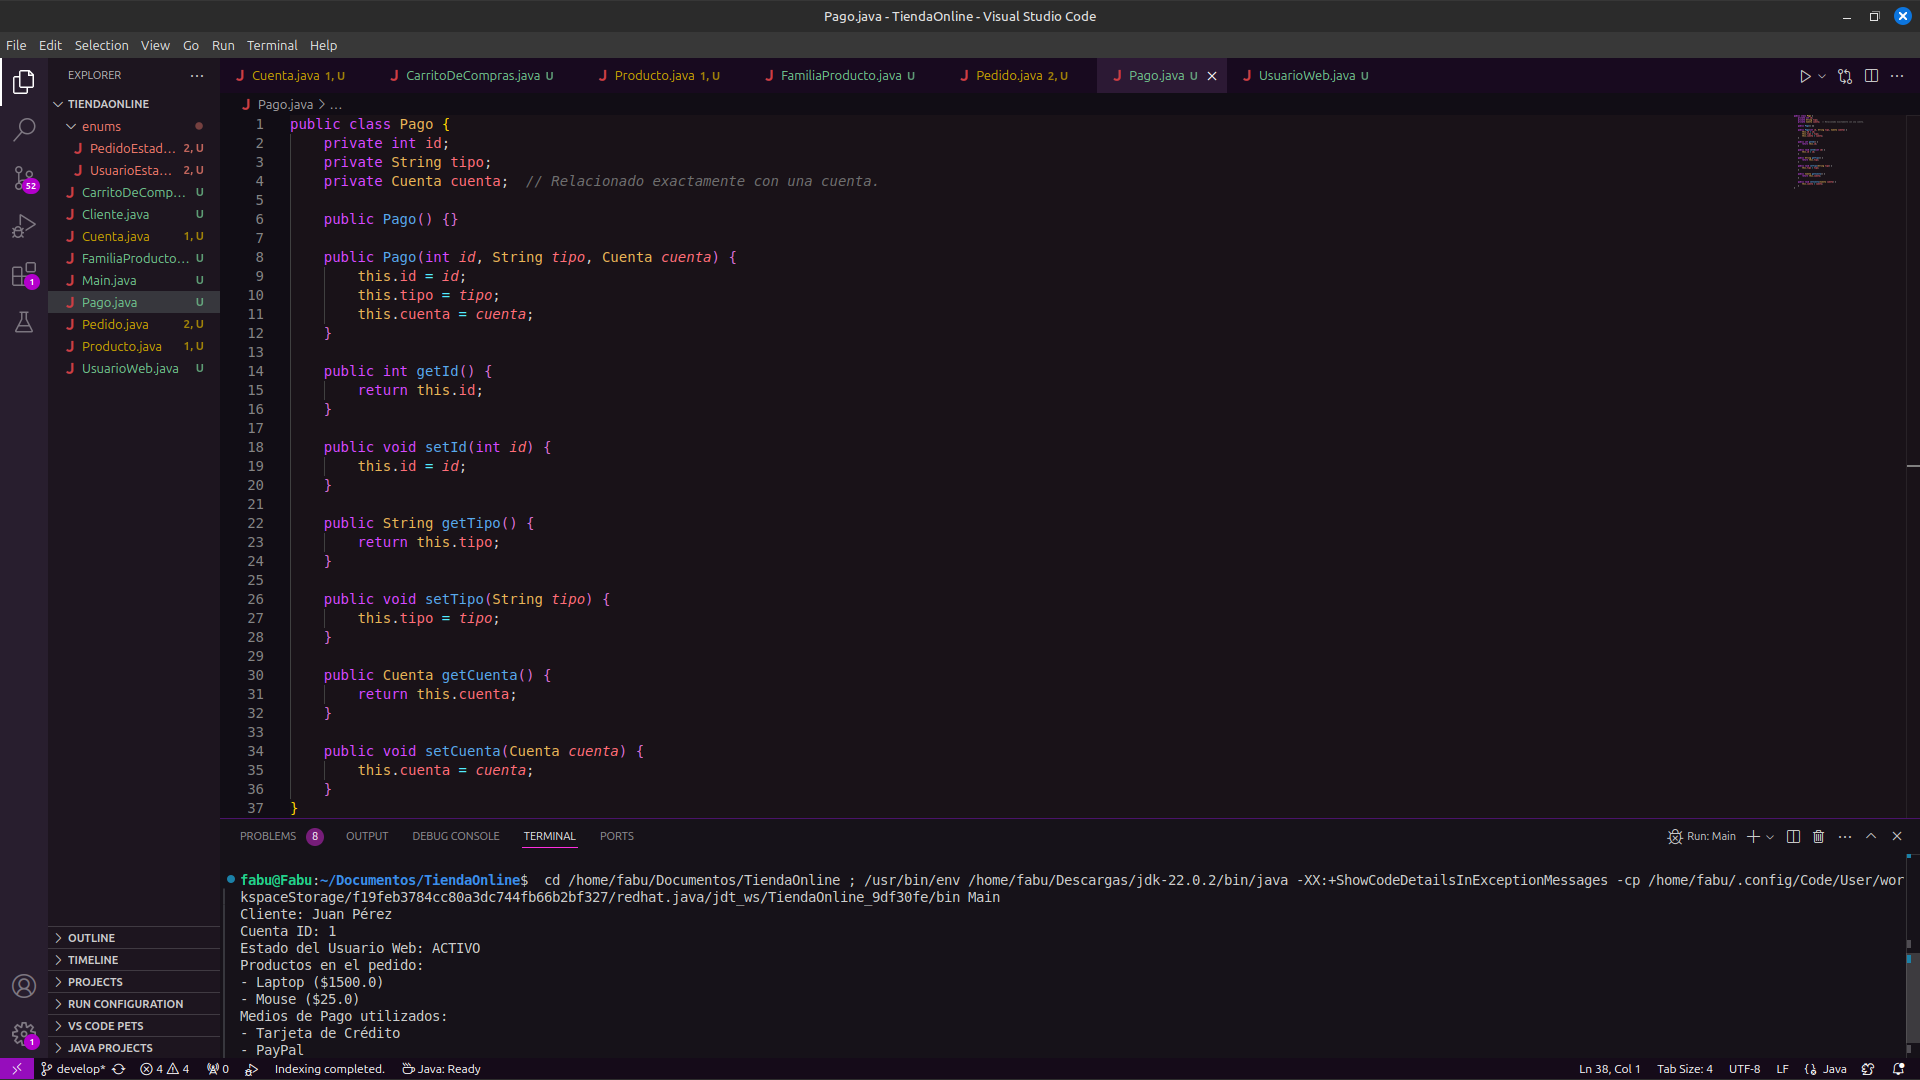 Pago.java - TiendaOnline - Visual Studio Code
File Edit Selection View Go Run Terminal Help
EXPLORER
TIENDAONLINE
enums
PedidoEstad... 2, U
UsuarioEsta... 2, U
CarritoDeComp... U
Cliente.java U
Cuenta.java 1, U
FamiliaProducto... U
Main.java U
Pago.java U
Pedido.java 2, U
Producto.java 1, U
UsuarioWeb.java U
OUTLINE
TIMELINE
PROJECTS
RUN CONFIGURATION
VS CODE PETS
JAVA PROJECTS
52
1
1
Cuenta.java 1, U CarritoDeCompras.java U Producto.java 1, U FamiliaProducto.java U Pedido.java 2, U Pago.java U UsuarioWeb.java U
Pago.java > ...
1 public class Pago {
2 private int id;
3 private String tipo;
4 private Cuenta cuenta; // Relacionado exactamente con una cuenta.
5
6 public Pago() {}
7
8 public Pago(int id, String tipo, Cuenta cuenta) {
9 this.id = id;
10 this.tipo = tipo;
11 this.cuenta = cuenta;
12 }
13
14 public int getId() {
15 return this.id;
16 }
17
18 public void setId(int id) {
19 this.id = id;
20 }
21
22 public String getTipo() {
23 return this.tipo;
24 }
25
26 public void setTipo(String tipo) {
27 this.tipo = tipo;
28 }
29
30 public Cuenta getCuenta() {
31 return this.cuenta;
32 }
33
34 public void setCuenta(Cuenta cuenta) {
35 this.cuenta = cuenta;
36 }
37 }
PROBLEMS 8 OUTPUT DEBUG CONSOLE TERMINAL PORTS Run: Main
fabu@Fabu:~/Documentos/TiendaOnline$ cd /home/fabu/Documentos/TiendaOnline ; /usr/bin/env /home/fabu/Descargas/jdk-22.0.2/bin/java -XX:+ShowCodeDetailsInExceptionMessages -cp /home/fabu/.config/Code/User/wor
kspaceStorage/f19feb3784cc80a3dc744fb66b2bf327/redhat.java/jdt_ws/TiendaOnline_9df30fe/bin Main
Cliente: Juan Pérez
Cuenta ID: 1
Estado del Usuario Web: ACTIVO
Productos en el pedido:
- Laptop ($1500.0)
- Mouse ($25.0)
Medios de Pago utilizados:
- Tarjeta de Crédito
- PayPal
develop* 4 4 0 Indexing completed. Java: Ready Ln 38, Col 1 Tab Size: 4 UTF-8 LF Java